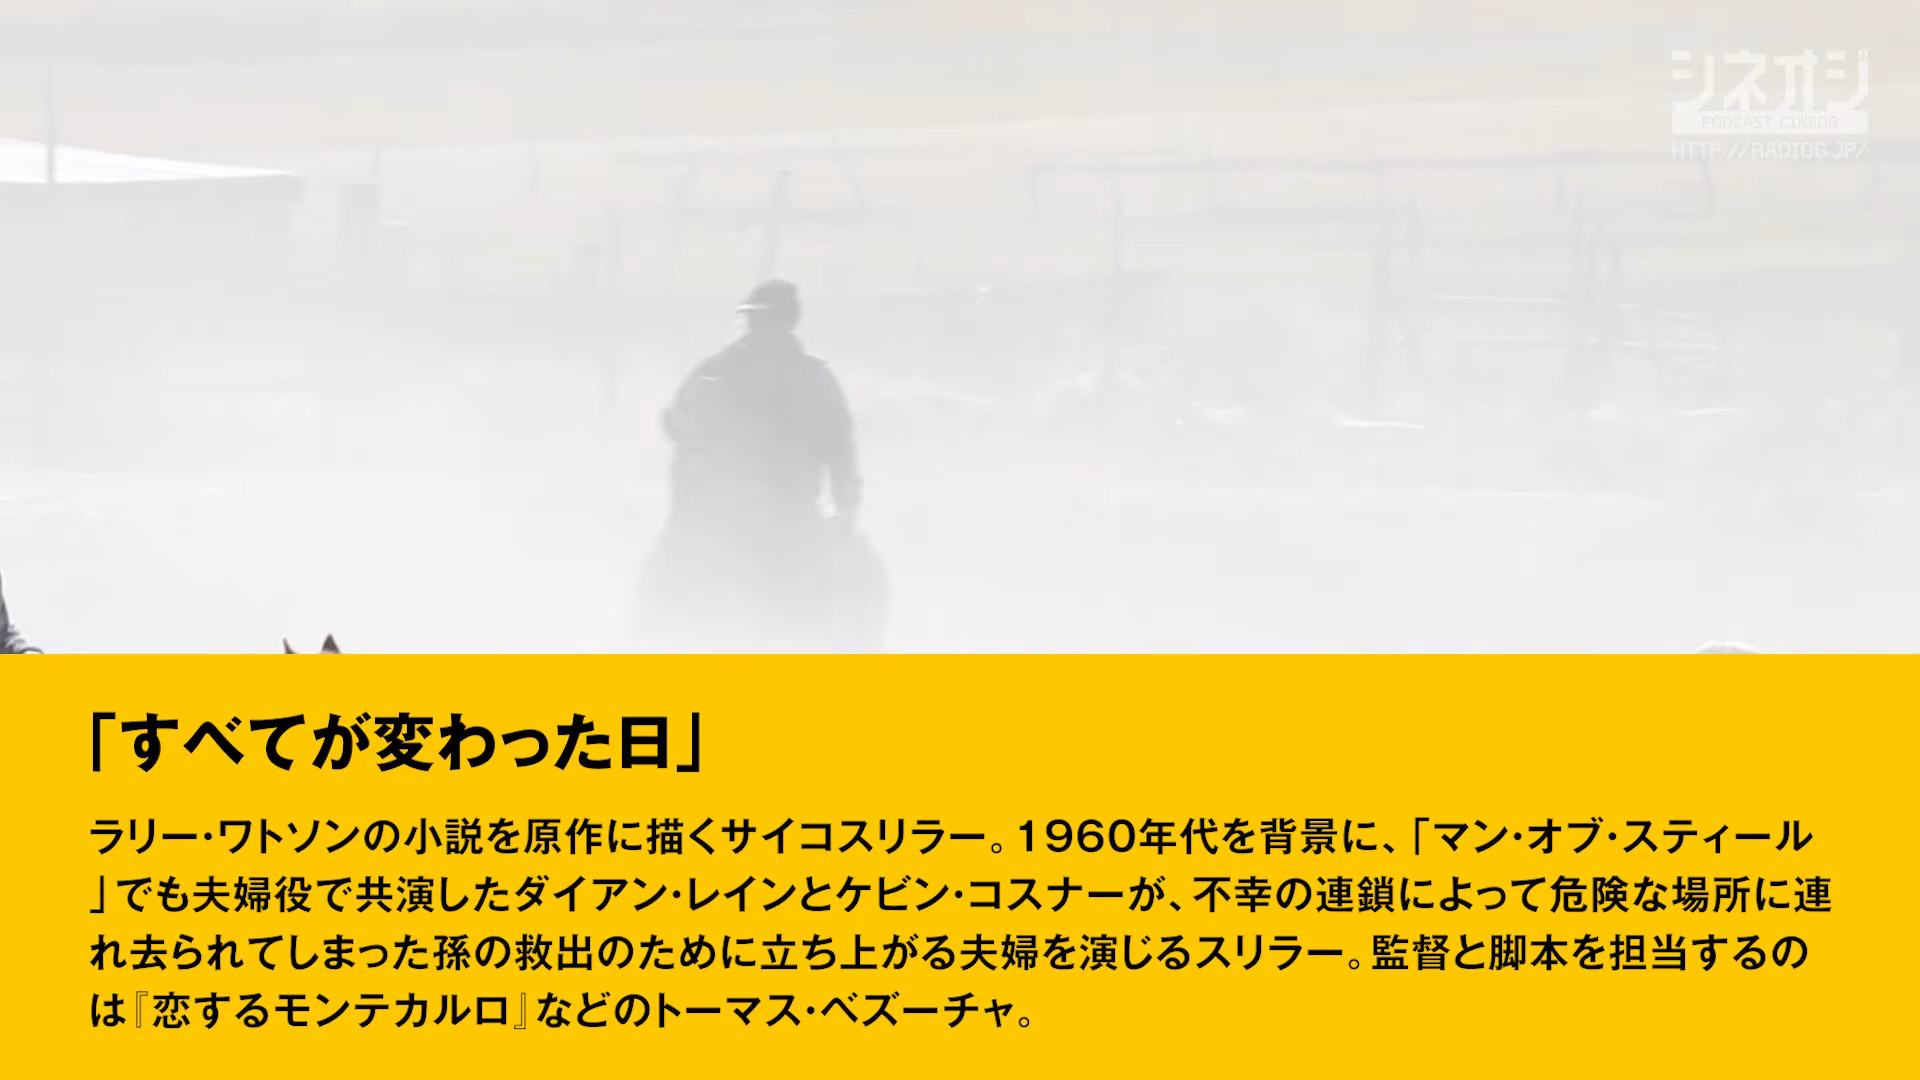 シネオジ
PODCAST CINEOG
HTTP://RADIOG.JP/
「すべてが変わった日」
ラリー・ワトソンの小説を原作に描くサイコスリラー。1960年代を背景に、「マン・オブ・スティール
」でも夫婦役で共演したダイアン・レインとケビン・コスナーが、不幸の連鎖によって危険な場所に連
れ去られてしまった孫の救出のために立ち上がる夫婦を演じるスリラー。監督と脚本を担当するの
は『恋するモンテカルロ』などのトーマス・ベズーチャ。